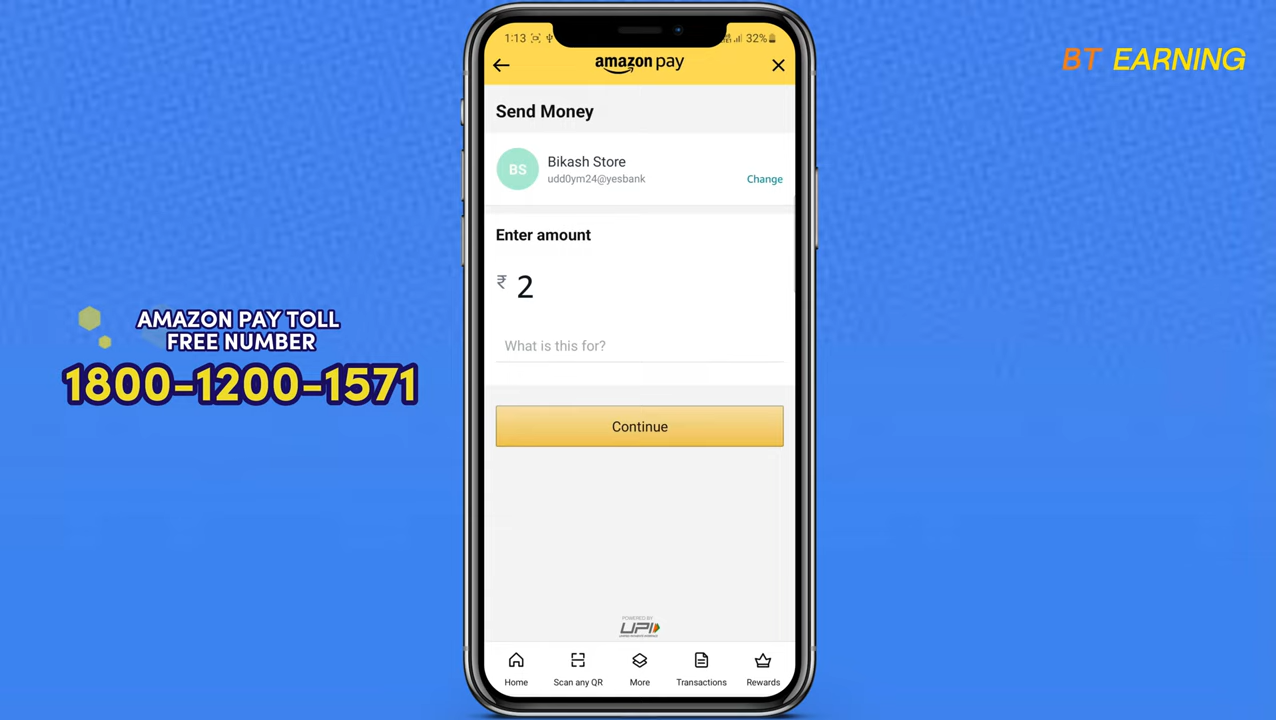 BT EARNING
1:13
32%
amazon pay
Send Money
BS
Bikash Store
udd0ym24@yesbank
Change
Enter amount
₹ 2
What is this for?
Continue
AMAZON PAY TOLL
FREE NUMBER
1800-1200-1571
POWERED BY
UPI
Home
Scan any QR
More
Transactions
Rewards